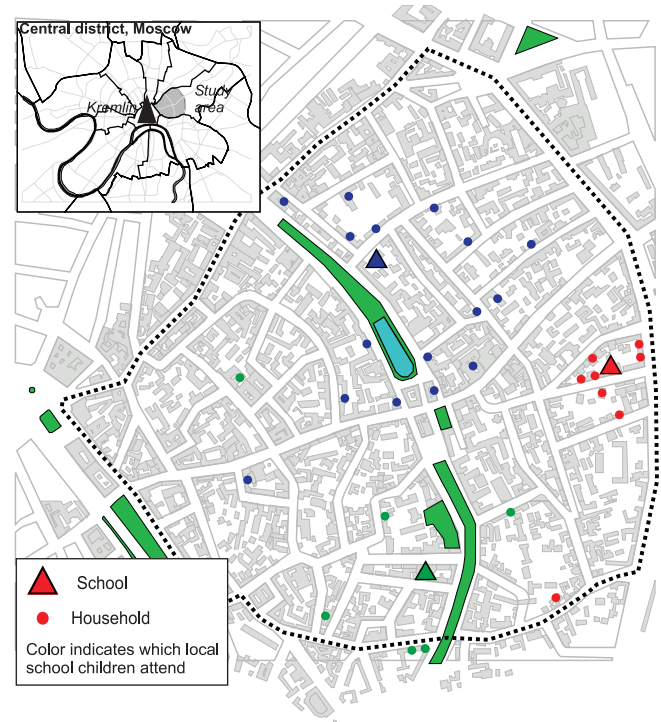 Central district, Moscow
Kremlin
Study
area
School
Household
Color indicates which local
school children attend